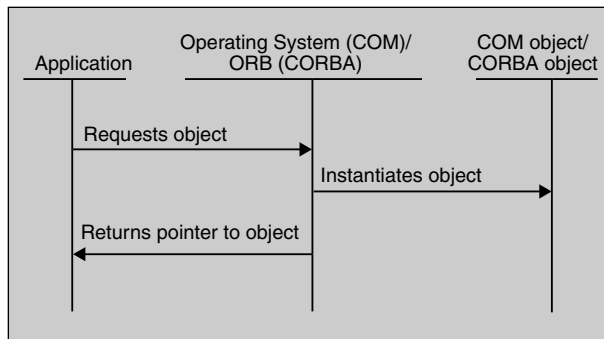 Application
Operating System (COM)/
ORB (CORBA)
COM object/
CORBA object
Requests object
Instantiates object
Returns pointer to object